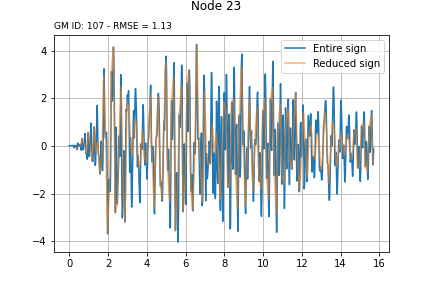 Node 23
GM ID: 107 - RMSE = 1.13
Entire sign
Reduced sign
4
2
0
−2
−4
0 2 4 6 8 10 12 14 16